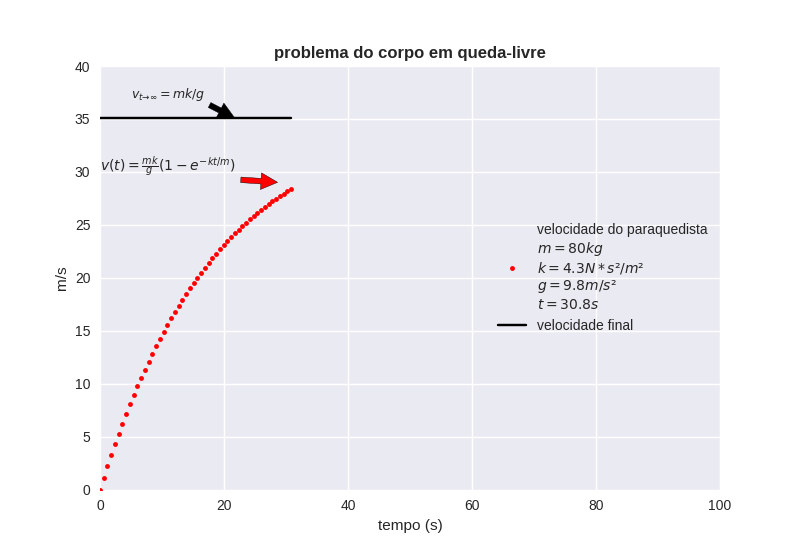 problema do corpo em queda-livre
40
35
30
25
20
15
10
5
0
m/s
v_{t→∞} = mk/g
v(t) = \frac{mk}{g}(1 − e^{−kt/m})
velocidade do paraquedista
m = 80kg
k = 4.3N * s²/m²
g = 9.8m/s²
t = 30.8s
velocidade final
0 20 40 60 80 100
tempo (s)